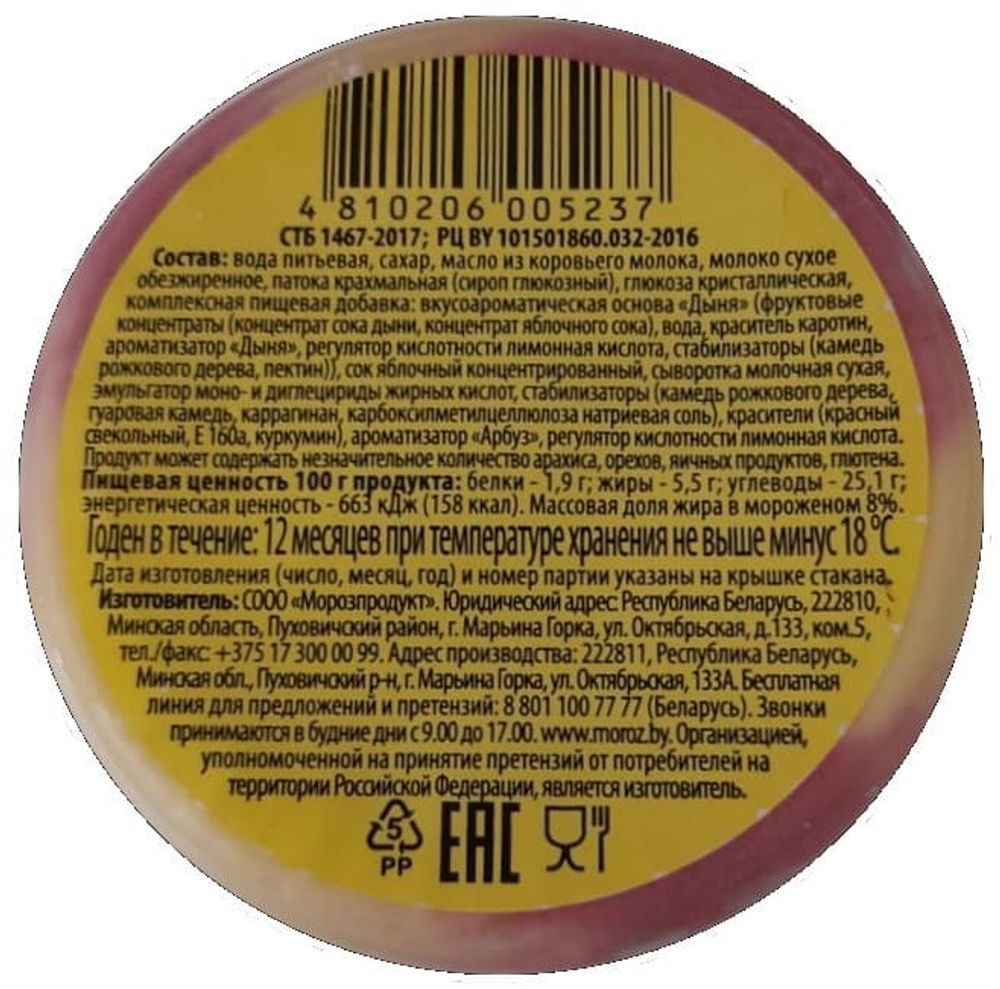 4 810206 005237
СТБ 1467-2017; РЦ BY 101501860.032-2016
Состав: вода питьевая, сахар, масло из коровьего молока, молоко сухое
обезжиренное, патока крахмальная (сироп глюкозный), глюкоза кристаллическая,
комплексная пищевая добавка: вкусоароматическая основа «Дыня» (фруктовые
концентраты (концентрат сока дыни, концентрат яблочного сока), вода, краситель каротин,
ароматизатор «Дыня», регулятор кислотности лимонная кислота, стабилизаторы (камедь
рожкового дерева, пектин)), сок яблочный концентрированный, сыворотка молочная сухая,
эмульгатор моно- и диглецириды жирных кислот, стабилизаторы (камедь рожкового дерева,
гуаровая камедь, каррагинан, карбоксилметилцеллюлоза натриевая соль), красители (красный
свекольный, Е 160а, куркумин), ароматизатор «Арбуз», регулятор кислотности лимонная кислота.
Продукт может содержать незначительное количество арахиса, орехов, яичных продуктов, глютена.
Пищевая ценность 100 г продукта: белки - 1,9 г; жиры - 5,5 г; углеводы - 25,1 г;
энергетическая ценность - 663 кДж (158 ккал). Массовая доля жира в мороженом 8%.
Годен в течение: 12 месяцев при температуре хранения не выше минус 18 °С.
Дата изготовления (число, месяц, год) и номер партии указаны на крышке стакана.
Изготовитель: СООО «Морозпродукт». Юридический адрес: Республика Беларусь, 222810,
Минская область, Пуховичский район, г. Марьина Горка, ул. Октябрьская, д.133, ком.5,
тел./факс: +375 17 300 00 99. Адрес производства: 222811, Республика Беларусь,
Минская обл., Пуховичский р-н, г. Марьина Горка, ул. Октябрьская, 133А. Бесплатная
линия для предложений и претензий: 8 801 100 77 77 (Беларусь). Звонки
принимаются в будние дни с 9.00 до 17.00. www.moroz.by. Организацией,
уполномоченной на принятие претензий от потребителей на
территории Российской Федерации, является изготовитель.
5
PP
EAC